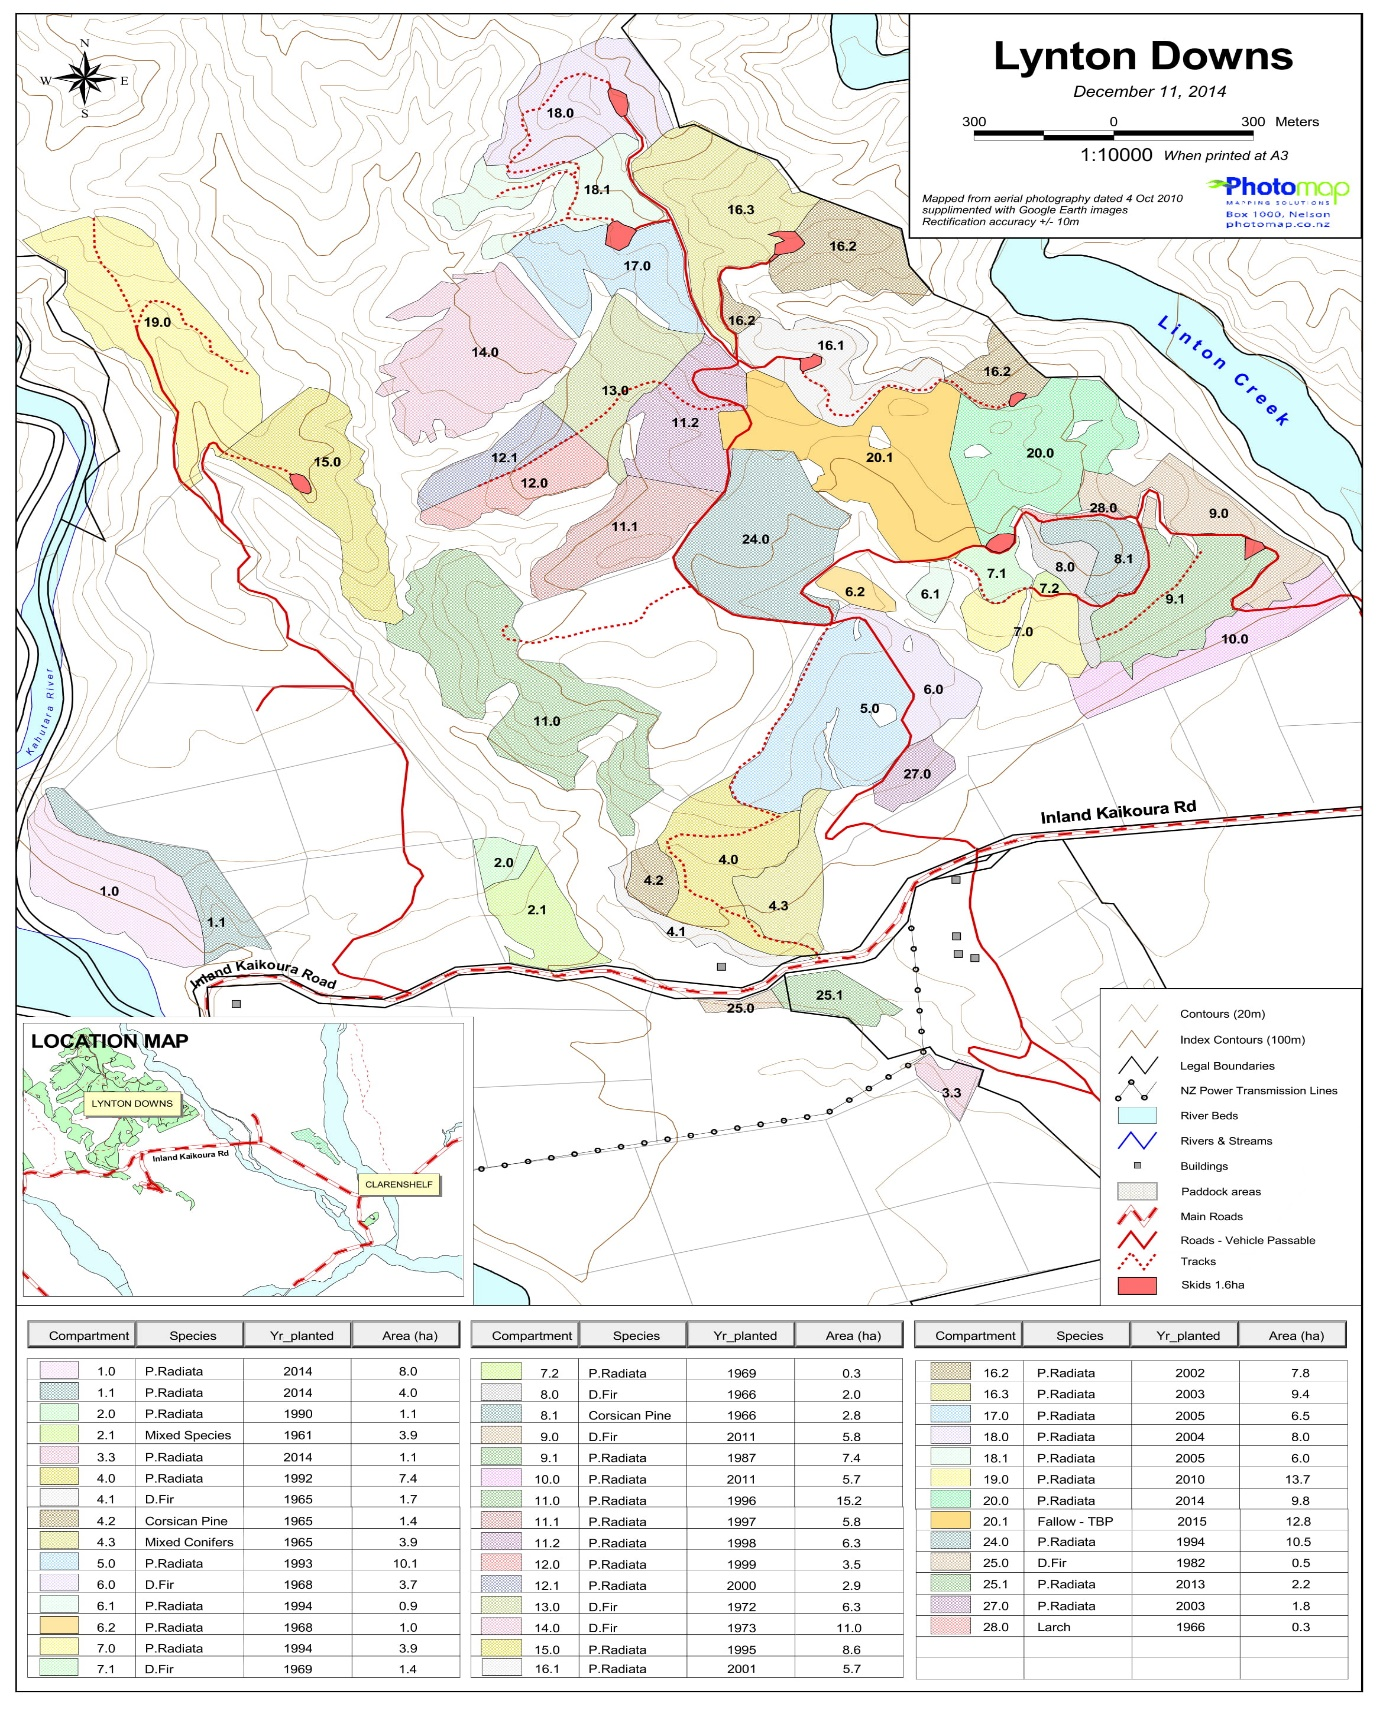 Lynton Downs
December 11, 2014
300 0 300 Meters
1:10000 When printed at A3
Mapped from aerial photography dated 4 Oct 2010
supplimented with Google Earth images
Rectification accuracy +/- 10m
Photomap
MAPPING SOLUTIONS
Box 1000, Nelson
photomap.co.nz
N
W E
S
18.0
18.1
16.3
16.2
17.0
19.0
16.2
16.1
14.0
16.2
13.0
11.2
15.0
12.1
12.0
20.1
20.0
11.1
28.0
9.0
24.0
8.0
8.1
7.1
7.2
6.2
6.1
9.1
7.0
10.0
6.0
5.0
11.0
27.0
4.0
2.0
4.2
1.0
2.1
4.3
1.1
4.1
25.1
25.0
3.3
Linton Creek
Kahutara River
Inland Kaikoura Rd
Inland Kaikoura Road
LOCATION MAP
LYNTON DOWNS
Inland Kaikoura Rd
CLARENSHELF
Contours (20m)
Index Contours (100m)
Legal Boundaries
NZ Power Transmission Lines
River Beds
Rivers & Streams
Buildings
Paddock areas
Main Roads
Roads - Vehicle Passable
Tracks
Skids 1.6ha
Compartment Species Yr_planted Area (ha)
1.0 P.Radiata 2014 8.0
1.1 P.Radiata 2014 4.0
2.0 P.Radiata 1990 1.1
2.1 Mixed Species 1961 3.9
3.3 P.Radiata 2014 1.1
4.0 P.Radiata 1992 7.4
4.1 D.Fir 1965 1.7
4.2 Corsican Pine 1965 1.4
4.3 Mixed Conifers 1965 3.9
5.0 P.Radiata 1993 10.1
6.0 D.Fir 1968 3.7
6.1 P.Radiata 1994 0.9
6.2 P.Radiata 1968 1.0
7.0 P.Radiata 1994 3.9
7.1 D.Fir 1969 1.4
Compartment Species Yr_planted Area (ha)
7.2 P.Radiata 1969 0.3
8.0 D.Fir 1966 2.0
8.1 Corsican Pine 1966 2.8
9.0 D.Fir 2011 5.8
9.1 P.Radiata 1987 7.4
10.0 P.Radiata 2011 5.7
11.0 P.Radiata 1996 15.2
11.1 P.Radiata 1997 5.8
11.2 P.Radiata 1998 6.3
12.0 P.Radiata 1999 3.5
12.1 P.Radiata 2000 2.9
13.0 D.Fir 1972 6.3
14.0 D.Fir 1973 11.0
15.0 P.Radiata 1995 8.6
16.1 P.Radiata 2001 5.7
Compartment Species Yr_planted Area (ha)
16.2 P.Radiata 2002 7.8
16.3 P.Radiata 2003 9.4
17.0 P.Radiata 2005 6.5
18.0 P.Radiata 2004 8.0
18.1 P.Radiata 2005 6.0
19.0 P.Radiata 2010 13.7
20.0 P.Radiata 2014 9.8
20.1 Fallow - TBP 2015 12.8
24.0 P.Radiata 1994 10.5
25.0 D.Fir 1982 0.5
25.1 P.Radiata 2013 2.2
27.0 P.Radiata 2003 1.8
28.0 Larch 1966 0.3